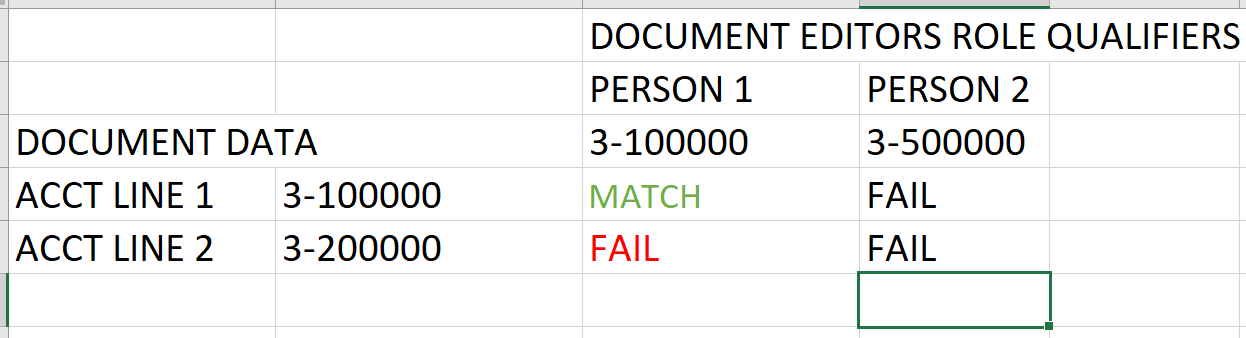 DOCUMENT EDITORS ROLE QUALIFIERS
PERSON 1 PERSON 2
DOCUMENT DATA 3-100000 3-500000
ACCT LINE 1 3-100000 MATCH FAIL
ACCT LINE 2 3-200000 FAIL FAIL